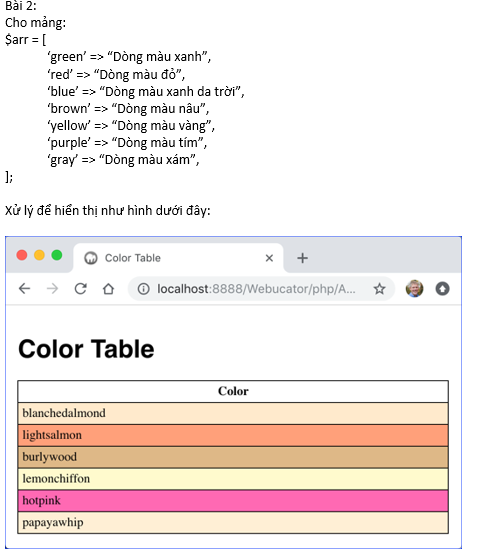 Bài 2:
Cho mảng:
$arr = [
‘green’ => “Dòng màu xanh”,
‘red’ => “Dòng màu đỏ”,
‘blue’ => “Dòng màu xanh da trời”,
‘brown’ => “Dòng màu nâu”,
‘yellow’ => “Dòng màu vàng”,
‘purple’ => “Dòng màu tím”,
‘gray’ => “Dòng màu xám”,
];
Xử lý để hiển thị như hình dưới đây:
Color Table
localhost:8888/Webucator/php/A...
Color Table
Color
blanchedalmond
lightsalmon
burlywood
lemonchiffon
hotpink
papayawhip